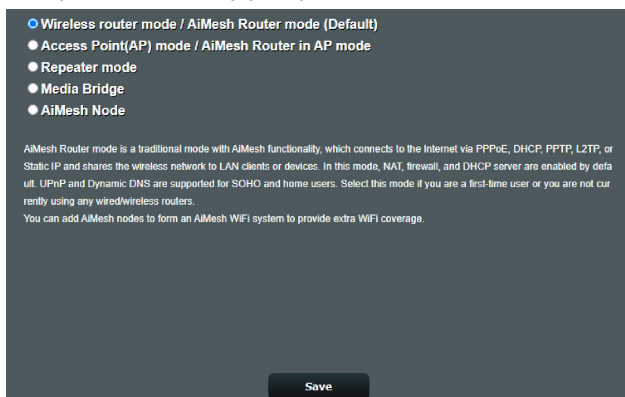 Wireless router mode / AiMesh Router mode (Default)
Access Point(AP) mode / AiMesh Router in AP mode
Repeater mode
Media Bridge
AiMesh Node
AiMesh Router mode is a traditional mode with AiMesh functionality, which connects to the Internet via PPPoE, DHCP, PPTP, L2TP, or
Static IP and shares the wireless network to LAN clients or devices. In this mode, NAT, firewall, and DHCP server are enabled by defa
ult. UPnP and Dynamic DNS are supported for SOHO and home users. Select this mode if you are a first-time user or you are not cur
rently using any wired/wireless routers.
You can add AiMesh nodes to form an AiMesh WiFi system to provide extra WiFi coverage.
Save